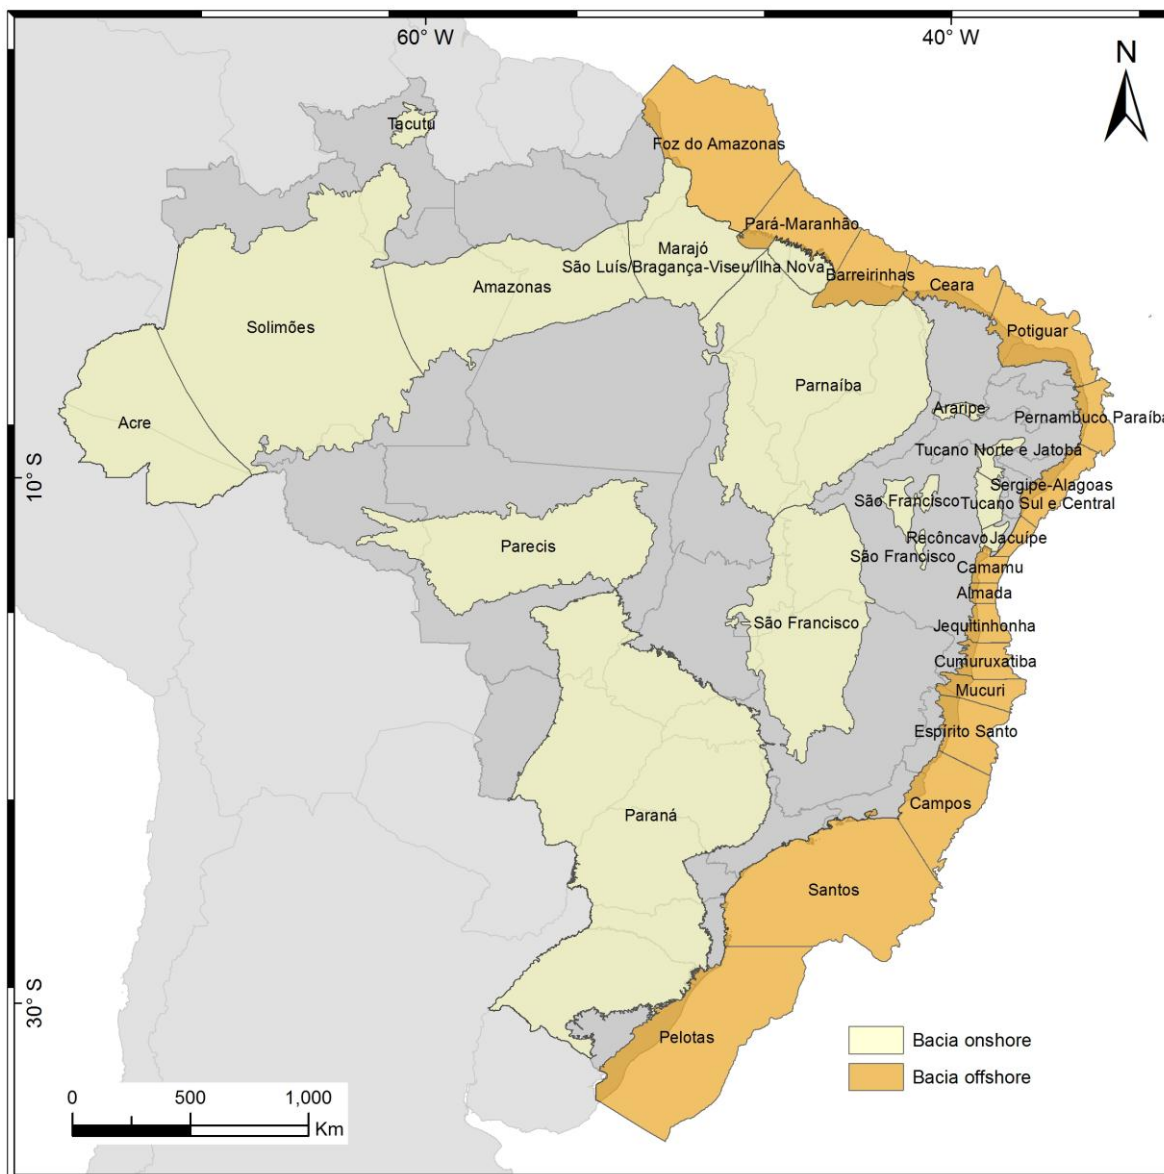 60° W
40° W
N
Tacutu
Foz do Amazonas
Pará-Maranhão
Marajó
São Luís/Bragança-Viseu/Ilha Nova
Barreirinhas
Ceara
Amazonas
Solimões
Potiguar
Parnaíba
Acre
Araripe
Pernambuco Paraíba
Tucano Norte e Jatobá
10° S
Sergipe-Alagoas
São Francisco
Tucano Sul e Central
Recôncavo
Jacuípe
Parecis
São Francisco
Camamu
Almada
São Francisco
Jequitinhonha
Cumuruxatiba
Mucuri
Espírito Santo
Campos
Paraná
Santos
30° S
Pelotas
Bacia onshore
Bacia offshore
0 500 1,000
Km